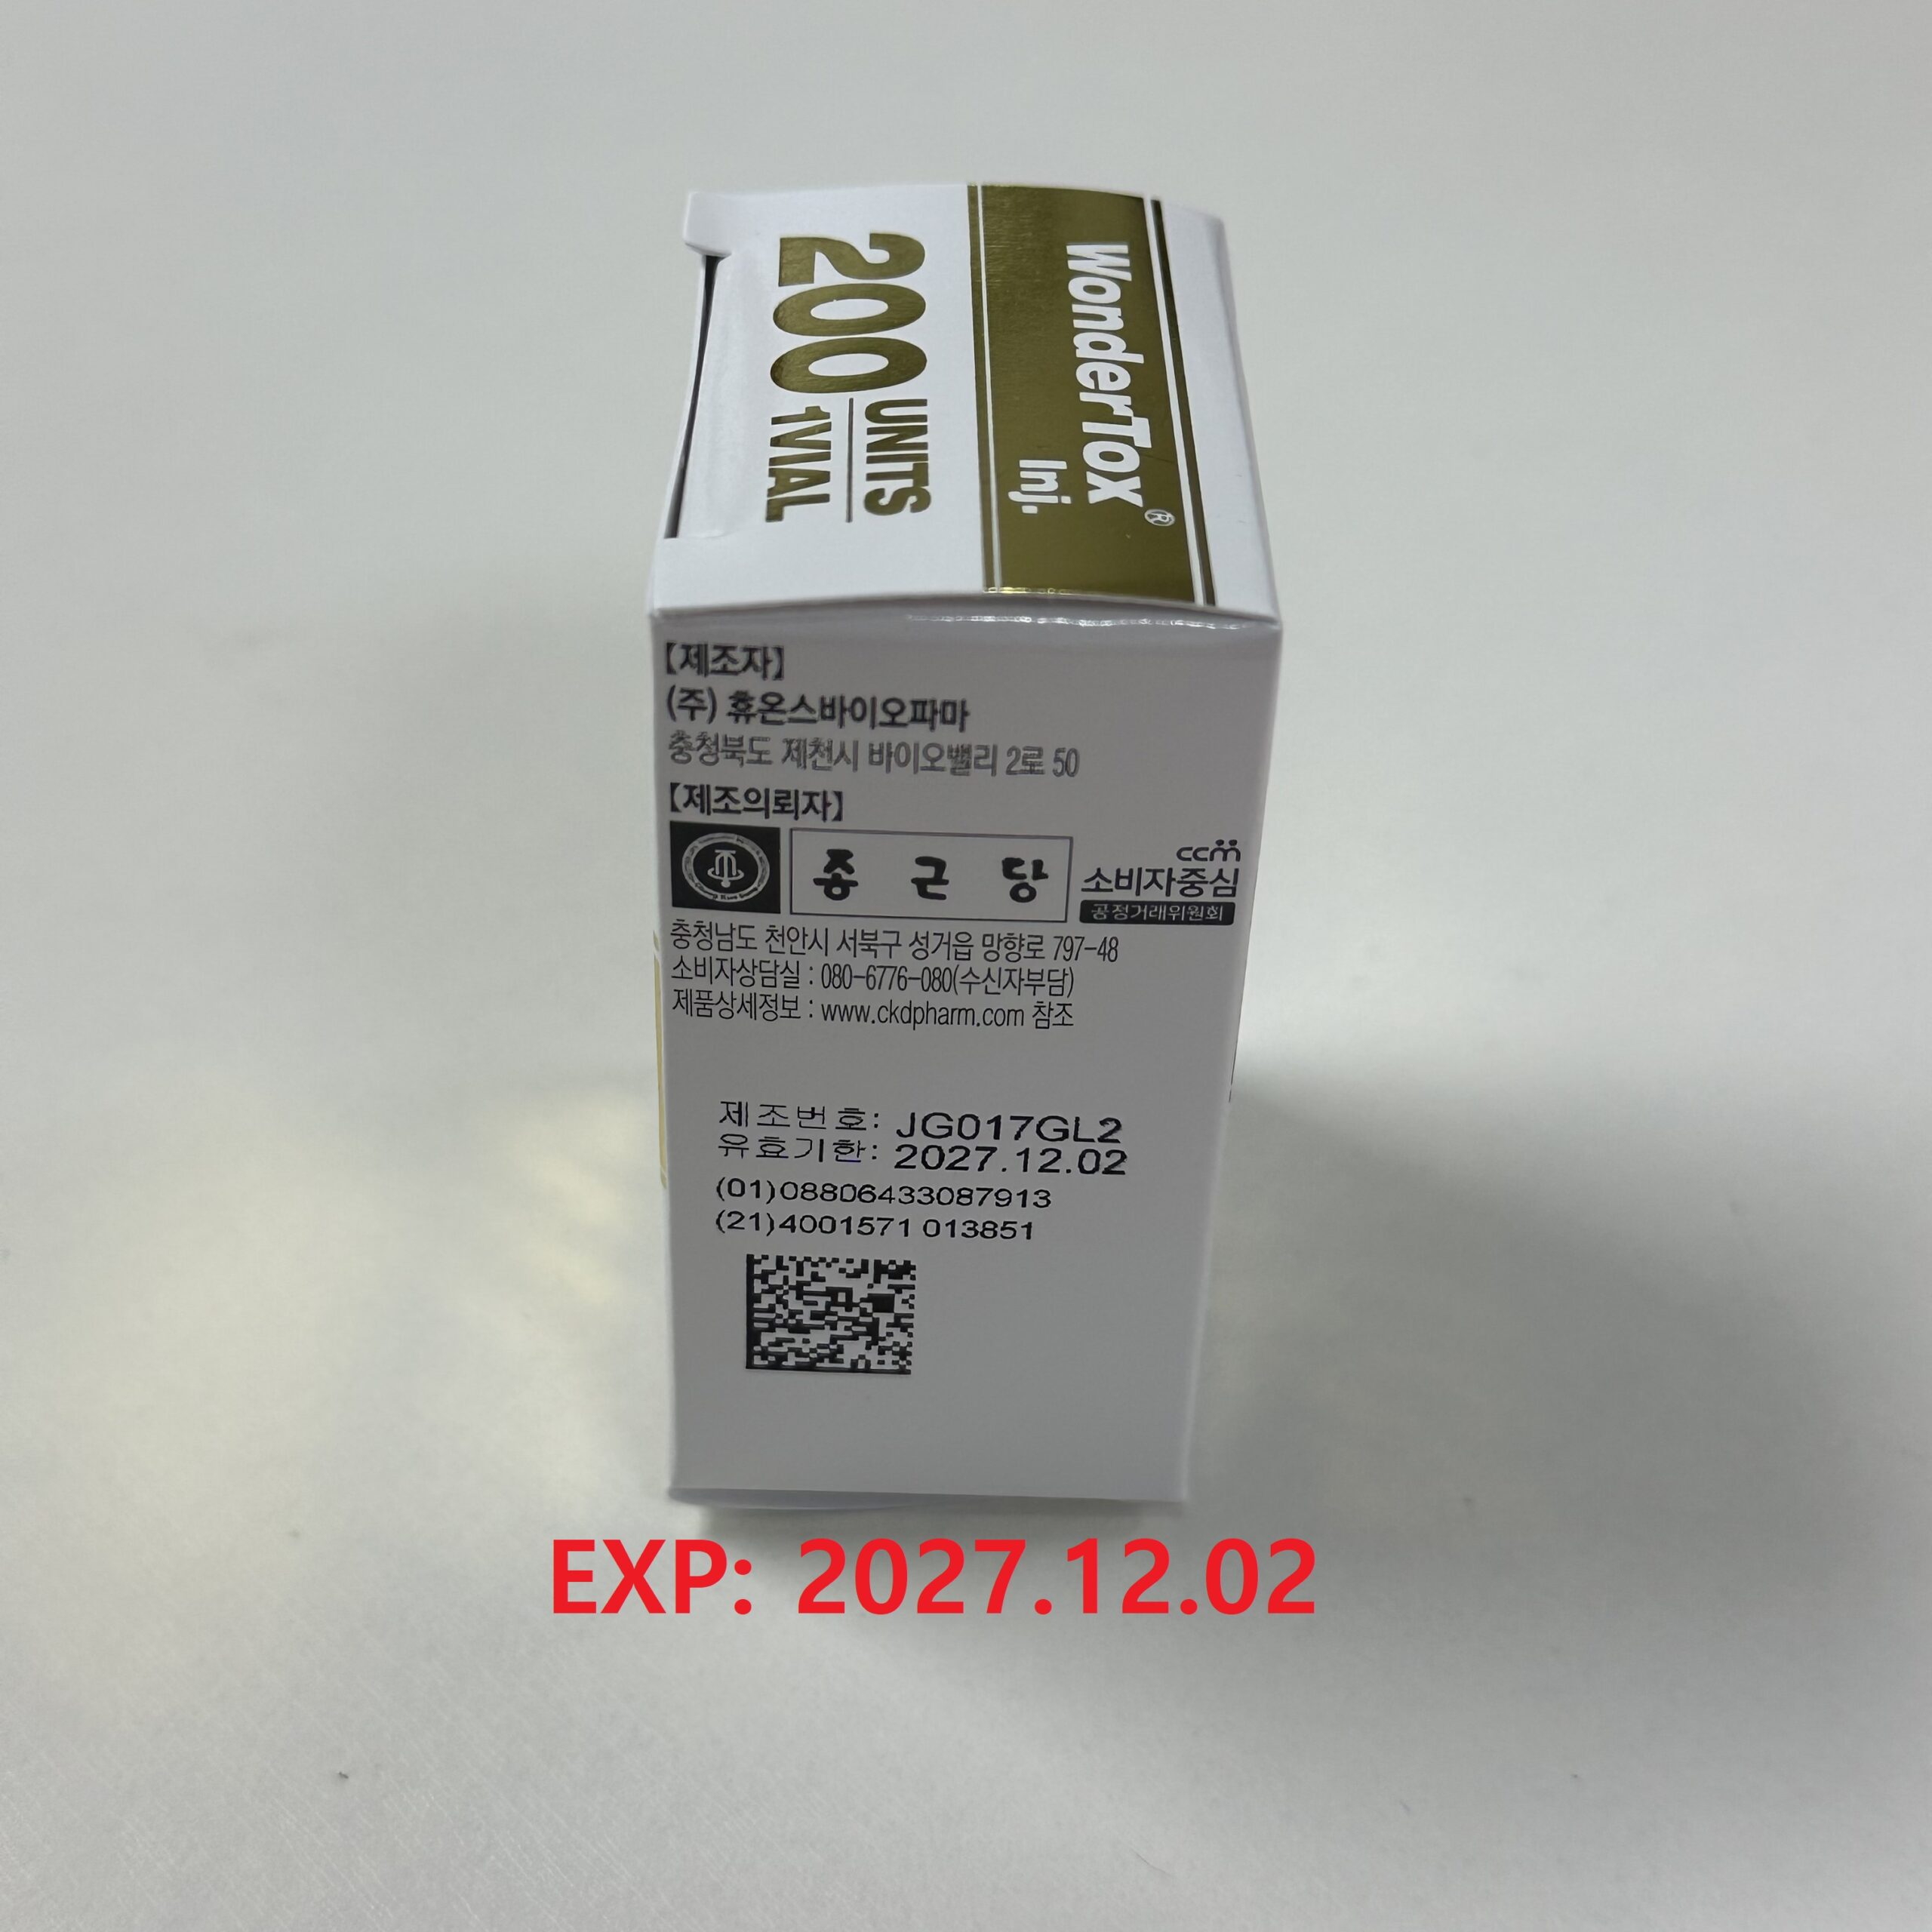 WonderTox®
Inj.
200 UNITS
1VIAL
【제조자】
(주) 휴온스바이오파마
충청북도 제천시 바이오밸리 2로 50
【제조의뢰자】
종 근 당
ccm
소비자중심
공정거래위원회
충청남도 천안시 서북구 성거읍 망향로 797-48
소비자상담실 : 080-6776-080(수신자부담)
제품상세정보 : www.ckdpharm.com 참조
제조번호: JG017GL2
유효기한: 2027.12.02
(01)08806433087913
(21)4001571 013851
EXP: 2027.12.02